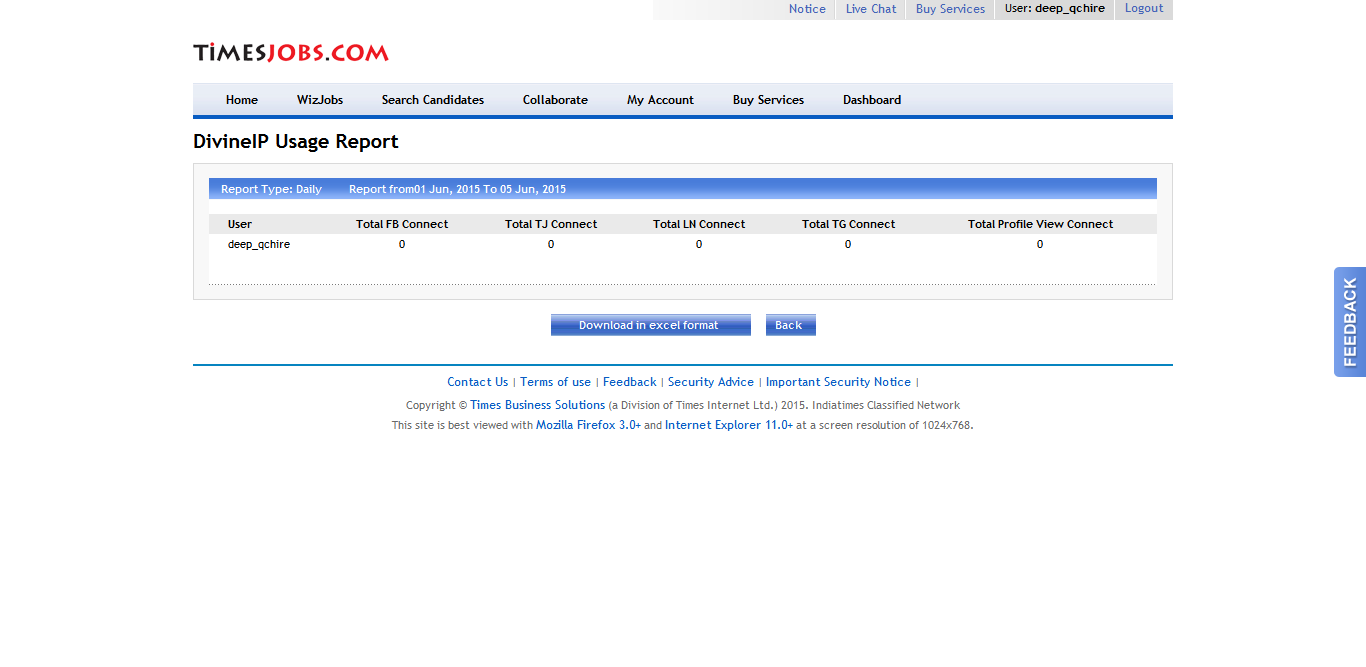 Notice Live Chat Buy Services User: deep_qchire Logout
TiMESJOBS.COM
Home WizJobs Search Candidates Collaborate My Account Buy Services Dashboard
DivineIP Usage Report
Report Type: Daily Report from01 Jun, 2015 To 05 Jun, 2015
User Total FB Connect Total TJ Connect Total LN Connect Total TG Connect Total Profile View Connect
deep_qchire 0 0 0 0 0
FEEDBACK
Download in excel format Back
Contact Us | Terms of use | Feedback | Security Advice | Important Security Notice |
Copyright © Times Business Solutions (a Division of Times Internet Ltd.) 2015. Indiatimes Classified Network
This site is best viewed with Mozilla Firefox 3.0+ and Internet Explorer 11.0+ at a screen resolution of 1024x768.